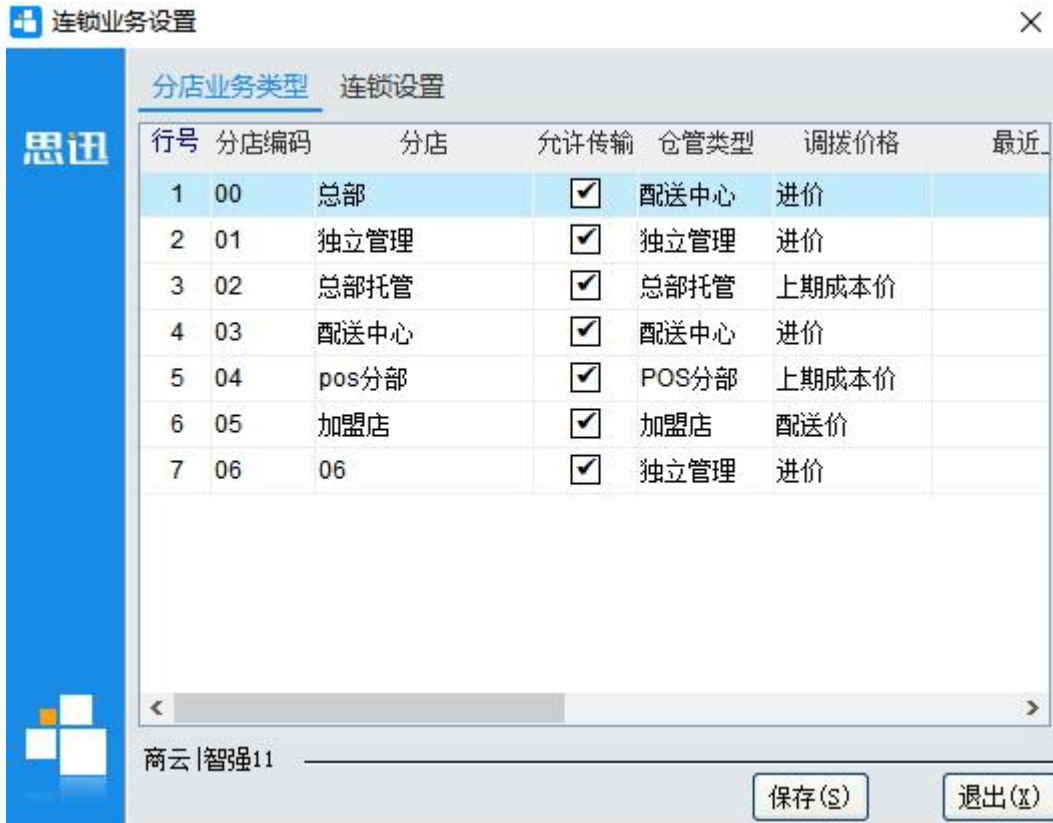 连锁业务设置
思迅
分店业务类型 连锁设置
行号 分店编码 分店 允许传输 仓管类型 调拨价格 最近
1 00 总部 配送中心 进价
2 01 独立管理 独立管理 进价
3 02 总部托管 总部托管 上期成本价
4 03 配送中心 配送中心 进价
5 04 pos分部 POS分部 上期成本价
6 05 加盟店 加盟店 配送价
7 06 06 独立管理 进价
商云|智强11
保存(S) 退出(X)